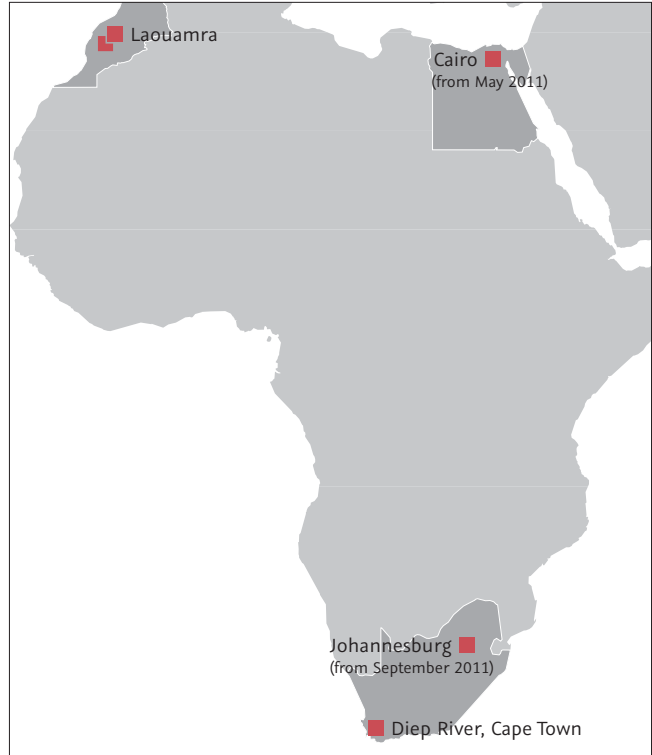 Laouamra
Cairo
(from May 2011)
Johannesburg
(from September 2011)
Diep River, Cape Town